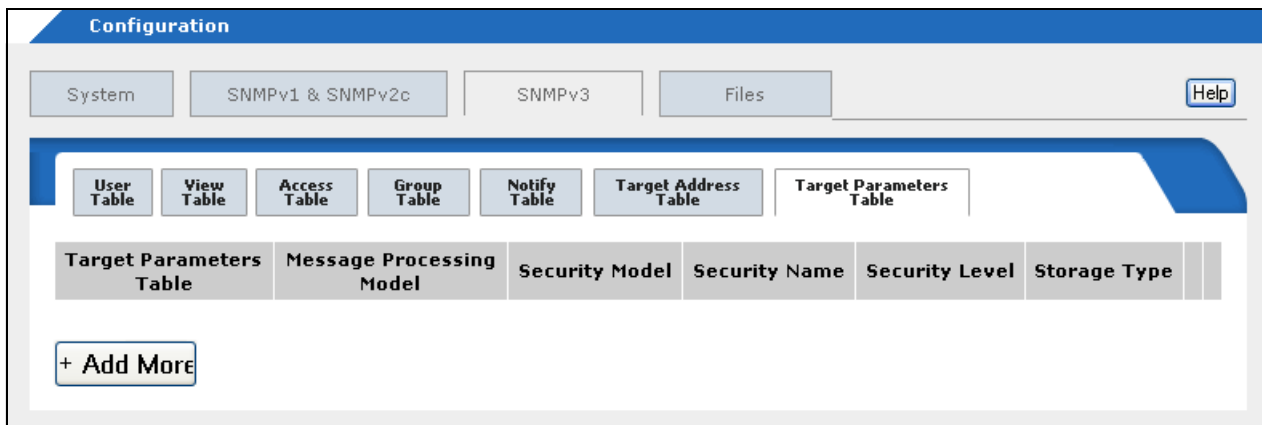 Configuration
System SNMPv1 & SNMPv2c SNMPv3 Files Help
User Table View Table Access Table Group Table Notify Table Target Address Table Target Parameters Table
Target Parameters Table Message Processing Model Security Model Security Name Security Level Storage Type
+ Add More